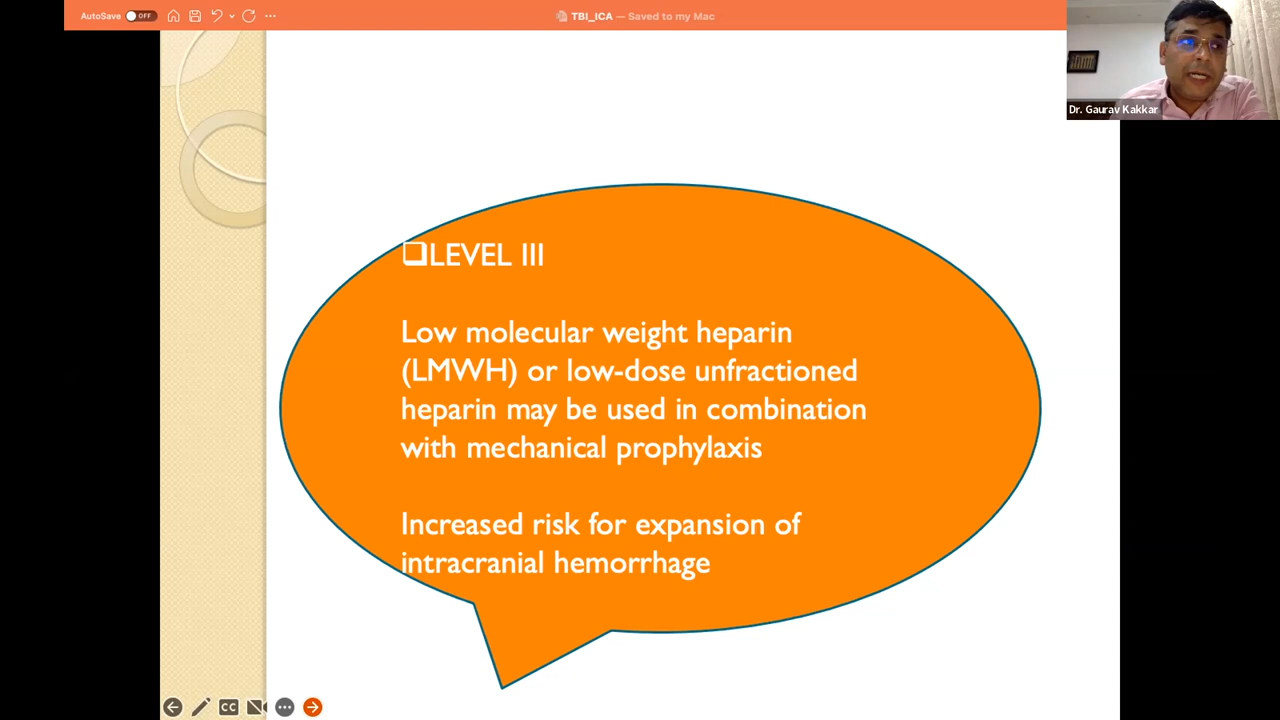 AutoSave OFF
TBI_ICA — Saved to my Mac
Dr. Gaurav Kakkar
❑LEVEL III
Low molecular weight heparin
(LMWH) or low-dose unfractioned
heparin may be used in combination
with mechanical prophylaxis
Increased risk for expansion of
intracranial hemorrhage
CC